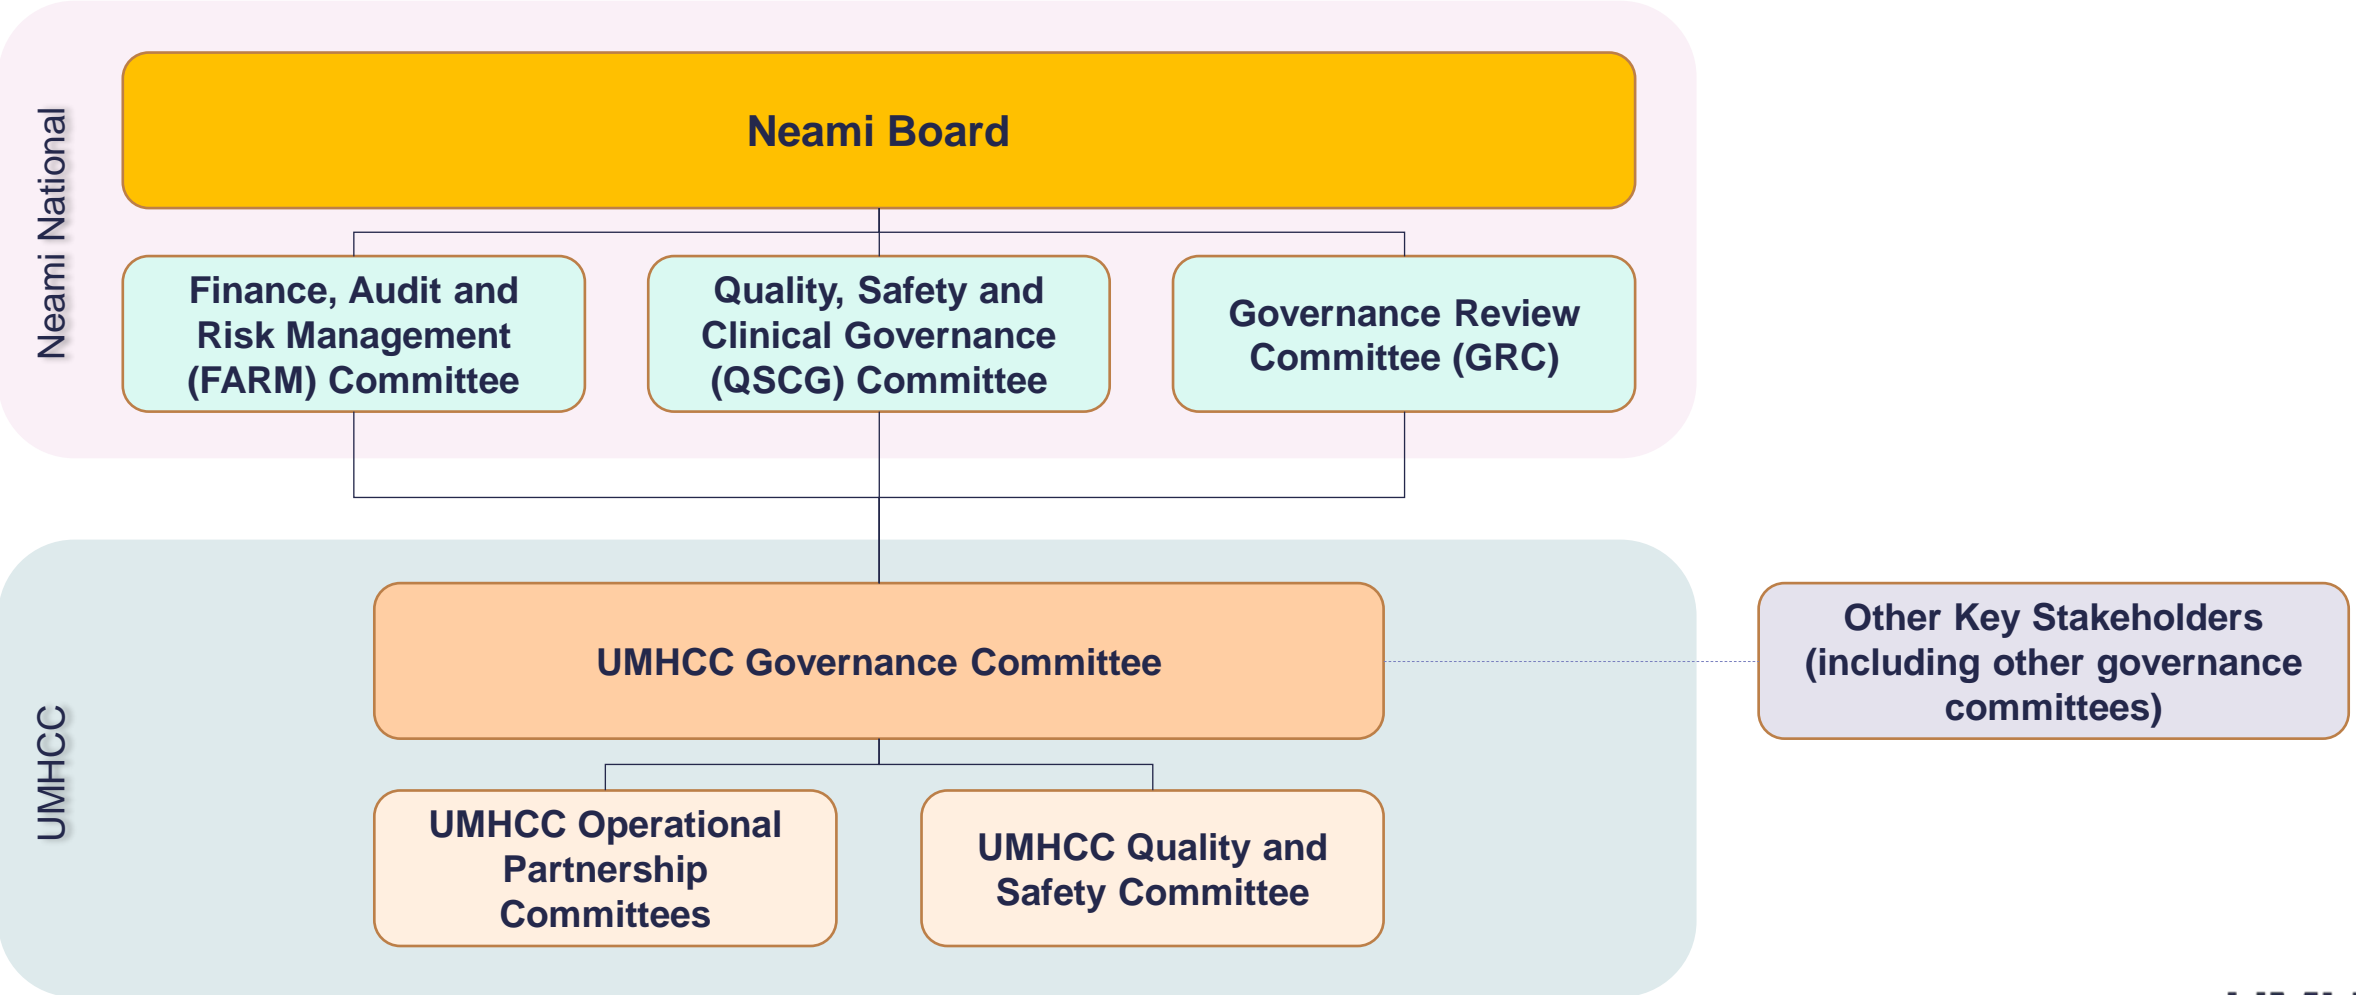 Neami National
Neami Board
Finance, Audit and
Risk Management
(FARM) Committee
Quality, Safety and
Clinical Governance
(QSCG) Committee
Governance Review
Committee (GRC)
UMHCC
UMHCC Governance Committee
Other Key Stakeholders
(including other governance
committees)
UMHCC Operational
Partnership
Committees
UMHCC Quality and
Safety Committee